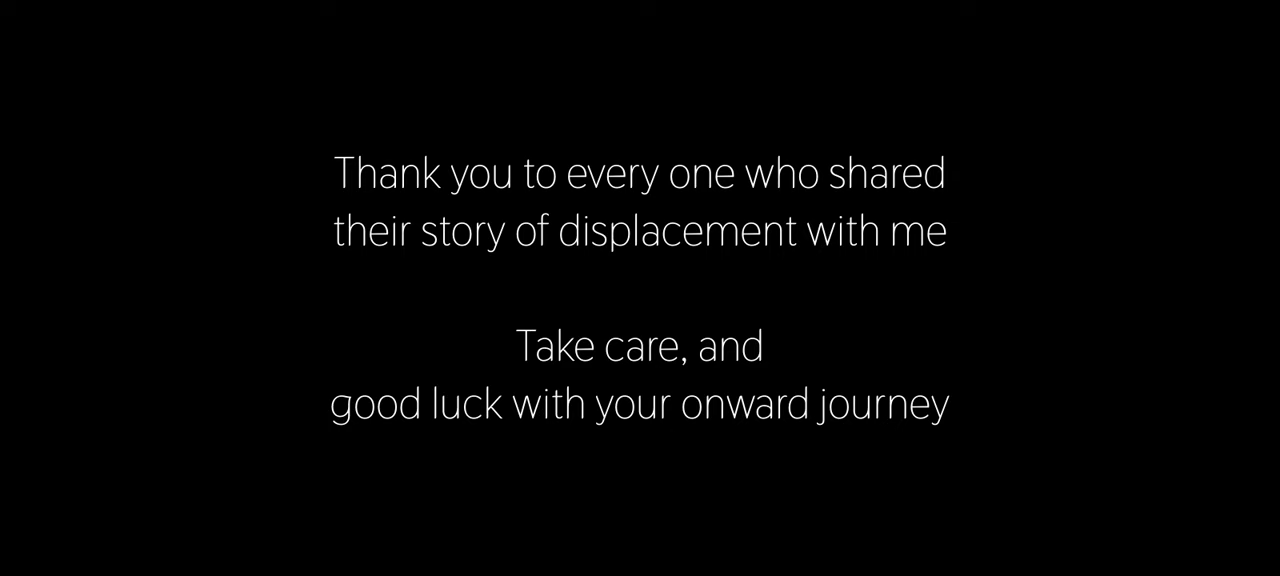 Thank you to every one who shared
their story of displacement with me
Take care, and
good luck with your onward journey